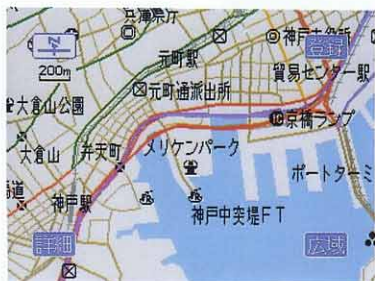 兵庫県庁
神戸市役所
登録
元町駅
200m
貿易センター駅
元町通派出所
大倉山公園
京橋ランプ
大倉山
弁天町
メリケンパーク
ポートターミ
神戸駅
神戸中突堤FT
詳細
広域